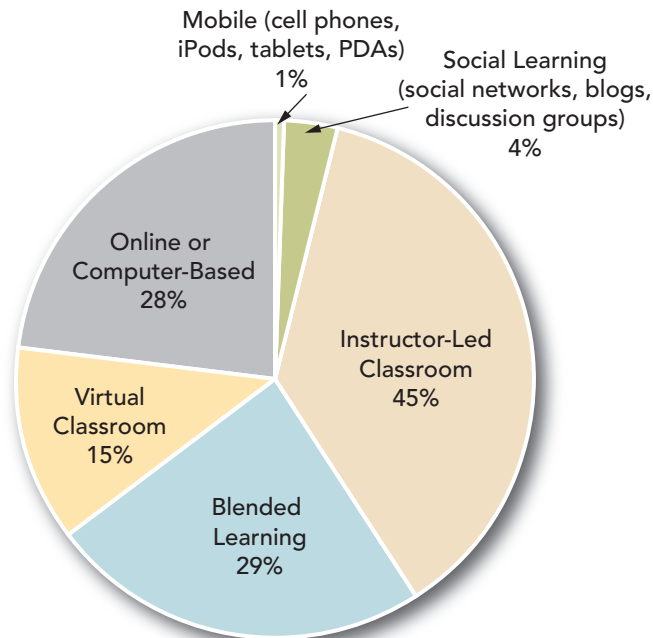 Mobile (cell phones,
iPods, tablets, PDAs)
1%
Social Learning
(social networks, blogs,
discussion groups)
4%
Instructor-Led
Classroom
45%
Blended
Learning
29%
Virtual
Classroom
15%
Online or
Computer-Based
28%